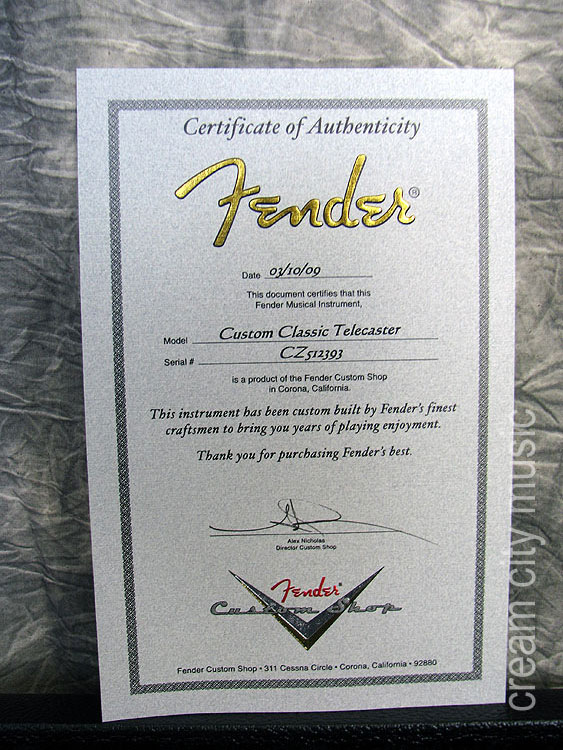 Certificate of Authenticity
Fender®
Date 03/10/09
This document certifies that this
Fender Musical Instrument,
Model Custom Classic Telecaster
Serial # CZ512393
is a product of the Fender Custom Shop
in Corona, California.
This instrument has been custom built by Fender's finest
craftsmen to bring you years of playing enjoyment.
Thank you for purchasing Fender's best.
Alex Nicholas
Director Custom Shop
Fender®
Custom Shop
Fender Custom Shop • 311 Cessna Circle • Corona, California • 92880
cream city music